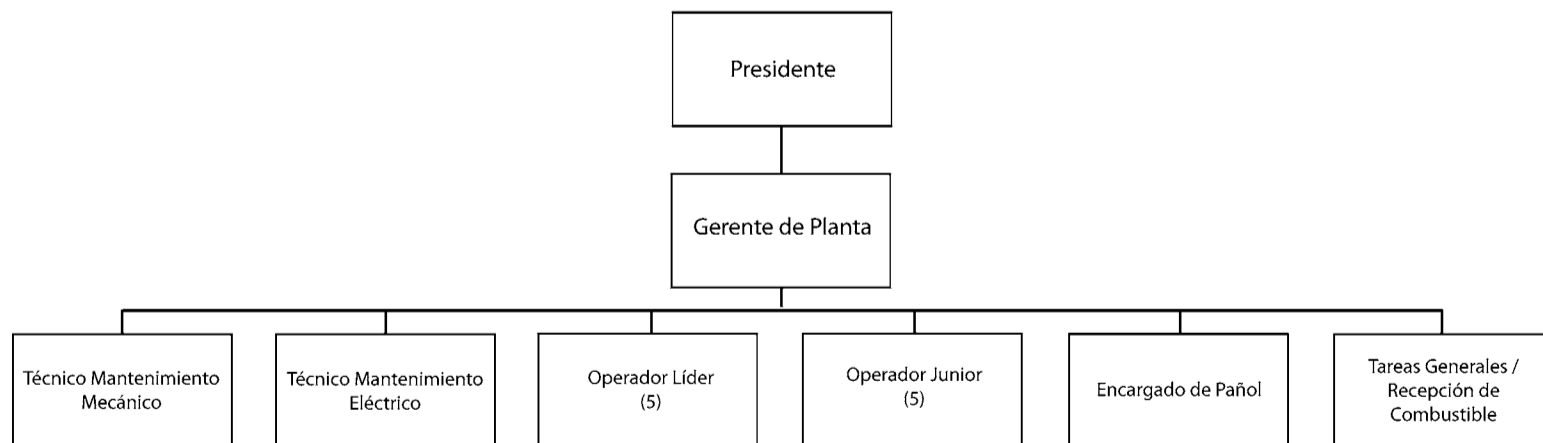 Presidente
Gerente de Planta
Técnico Mantenimiento
Mecánico
Técnico Mantenimiento
Eléctrico
Operador Líder
(5)
Operador Junior
(5)
Encargado de Pañol
Tareas Generales /
Recepción de
Combustible